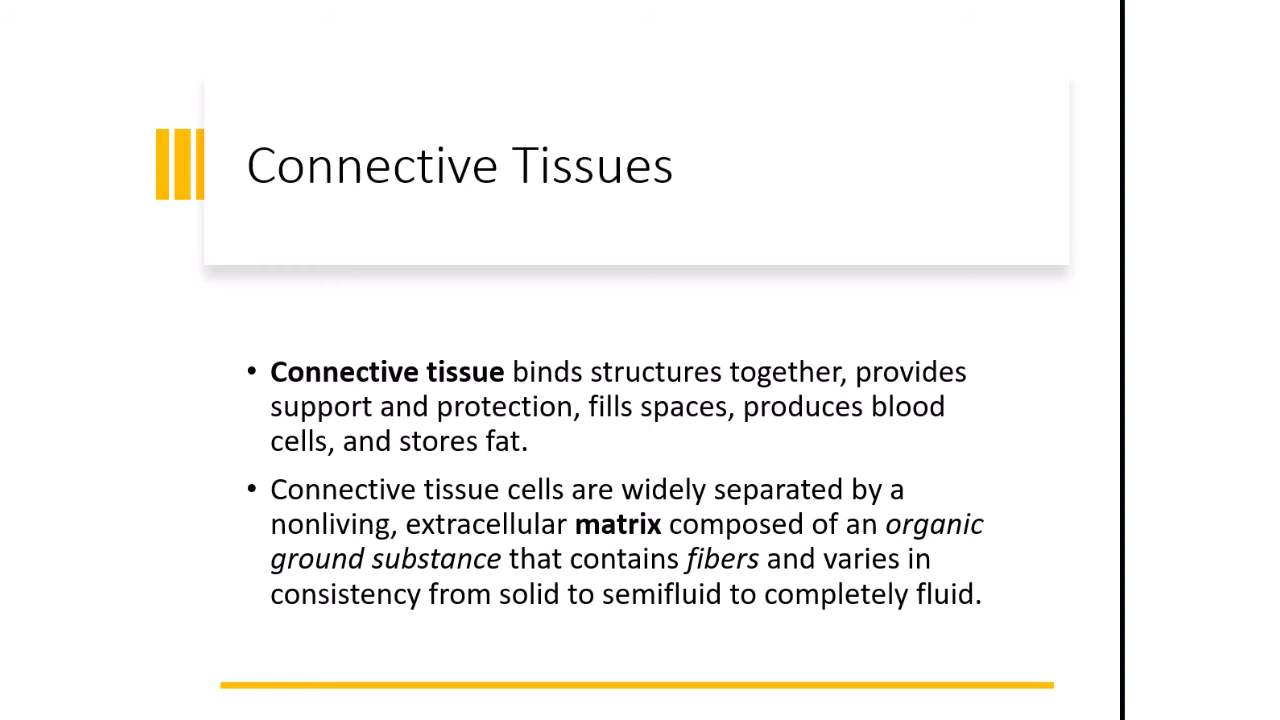 Connective Tissues
• Connective tissue binds structures together, provides
support and protection, fills spaces, produces blood
cells, and stores fat.
• Connective tissue cells are widely separated by a
nonliving, extracellular matrix composed of an organic
ground substance that contains fibers and varies in
consistency from solid to semifluid to completely fluid.